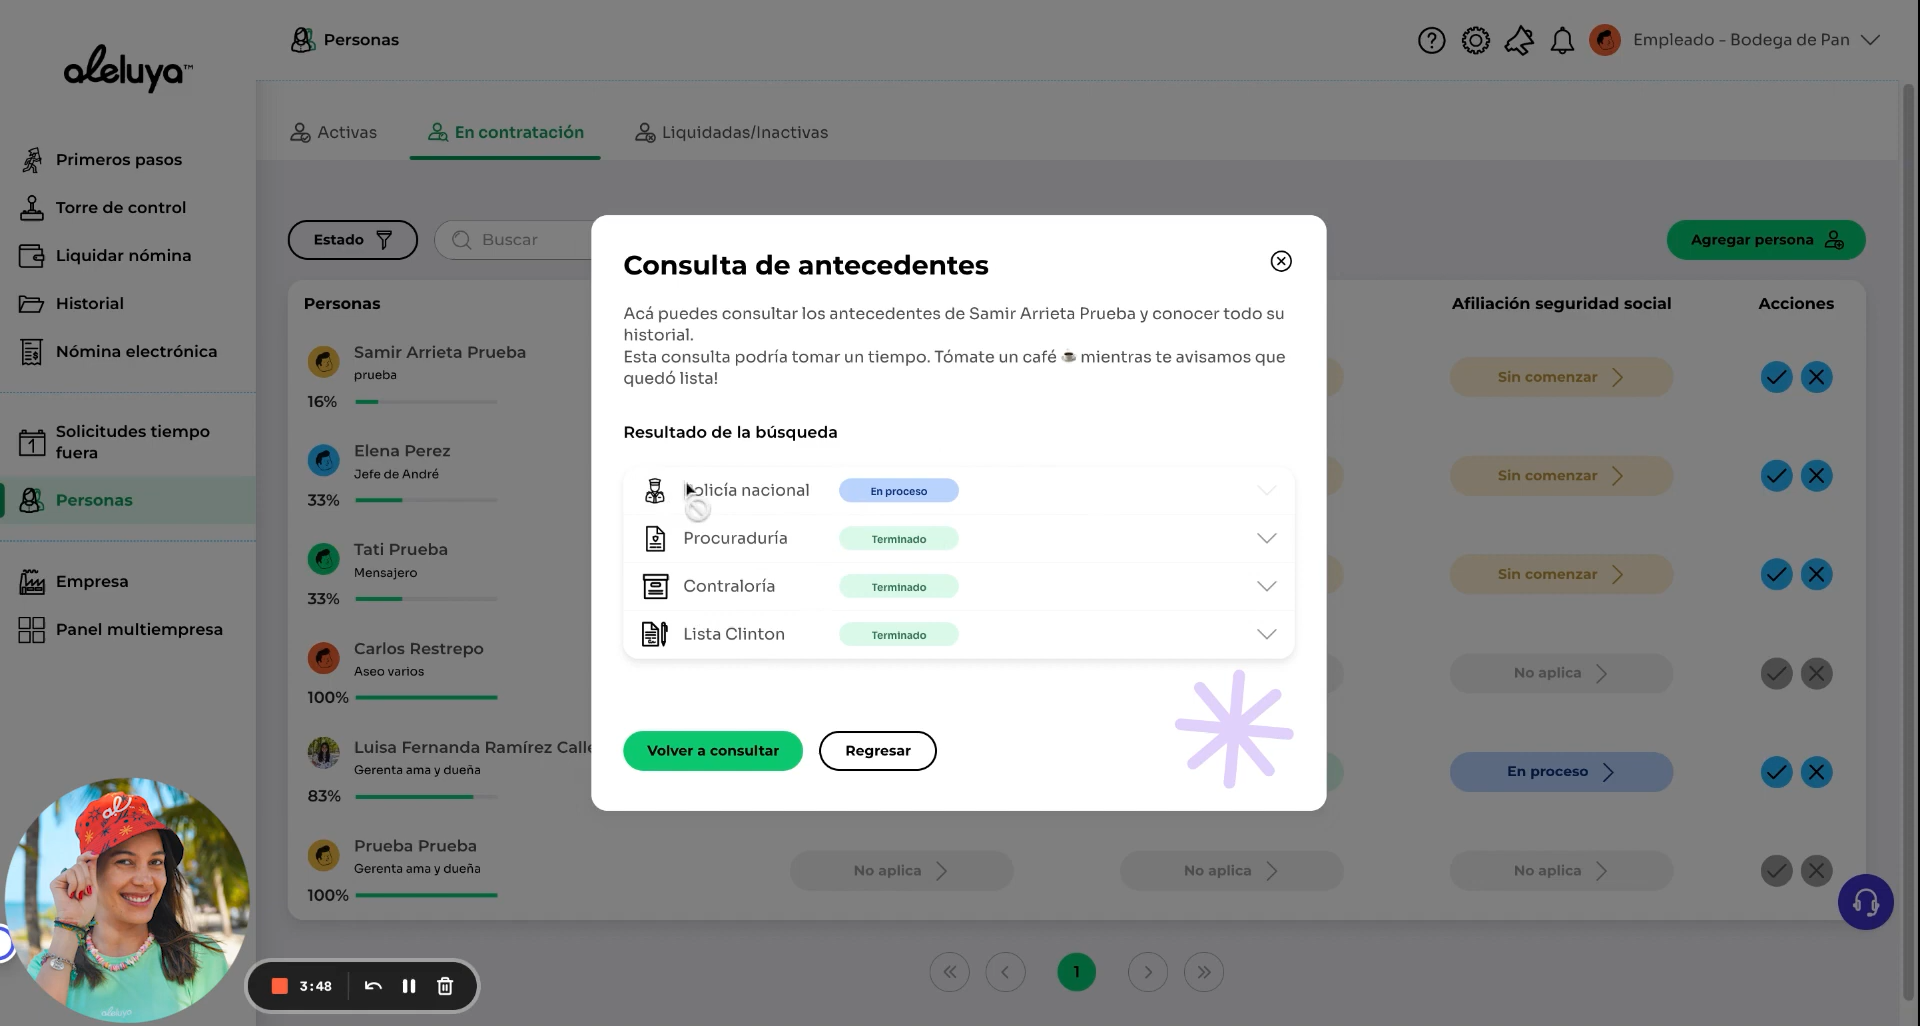 aleluya™
Personas
Empleado - Bodega de Pan
Activas
En contratación
Liquidadas/Inactivas
Primeros pasos
Torre de control
Liquidar nómina
Historial
Nómina electrónica
Solicitudes tiempo
fuera
Personas
Empresa
Panel multiempresa
Estado
Buscar
Agregar persona
Personas
Afiliación seguridad social
Acciones
Samir Arrieta Prueba
prueba
16%
Sin comenzar
Elena Perez
Jefe de André
33%
Sin comenzar
Tati Prueba
Mensajero
33%
Sin comenzar
Carlos Restrepo
Aseo varios
100%
No aplica
Luisa Fernanda Ramírez Calle
Gerenta ama y dueña
83%
En proceso
Prueba Prueba
Gerenta ama y dueña
100%
No aplica
No aplica
No aplica
1
Consulta de antecedentes
Acá puedes consultar los antecedentes de Samir Arrieta Prueba y conocer todo su
historial.
Esta consulta podría tomar un tiempo. Tómate un café ☕ mientras te avisamos que
quedó lista!
Resultado de la búsqueda
Policía nacional
En proceso
Procuraduría
Terminado
Contraloría
Terminado
Lista Clinton
Terminado
Volver a consultar
Regresar
al
aleluya
3:48